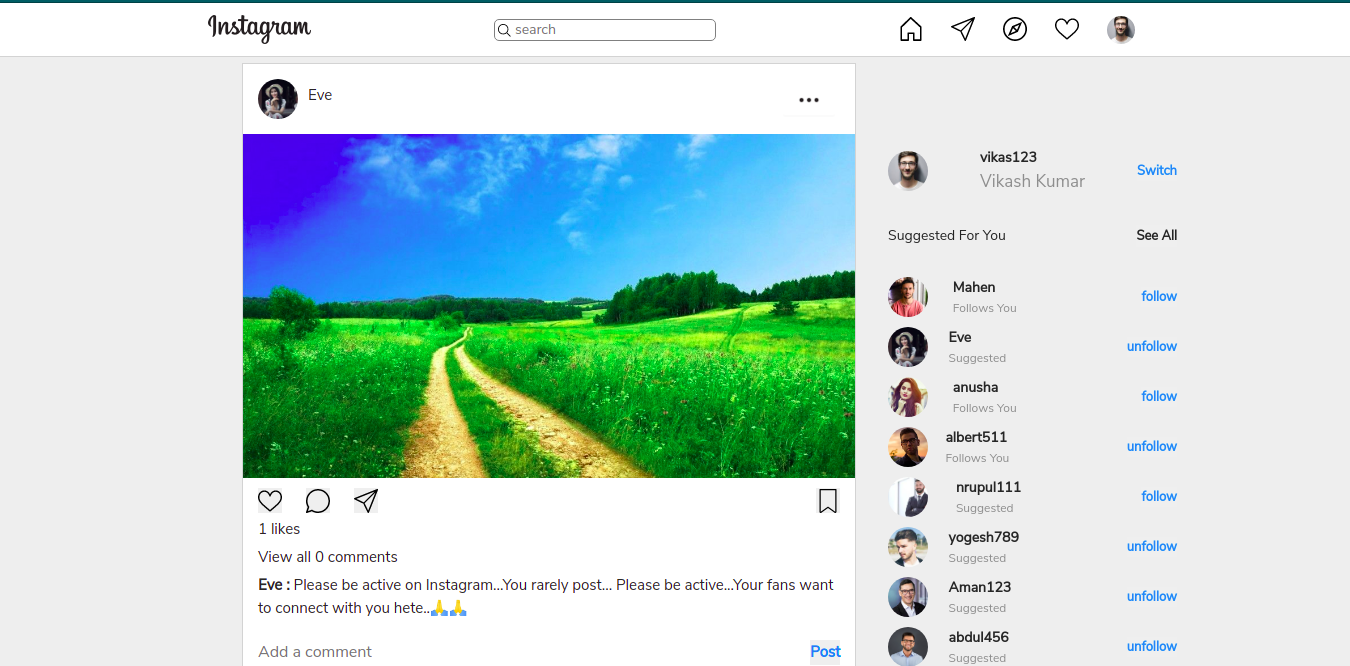 Instagram
search
Eve
1 likes
View all 0 comments
Eve : Please be active on Instagram...You rarely post... Please be active...Your fans want
to connect with you hete..🙏🙏
Add a comment
Post
vikas123
Vikash Kumar
Switch
Suggested For You
See All
Mahen
Follows You
follow
Eve
Suggested
unfollow
anusha
Follows You
follow
albert511
Follows You
unfollow
nrupul111
Suggested
follow
yogesh789
Suggested
unfollow
Aman123
Suggested
unfollow
abdul456
Suggested
unfollow